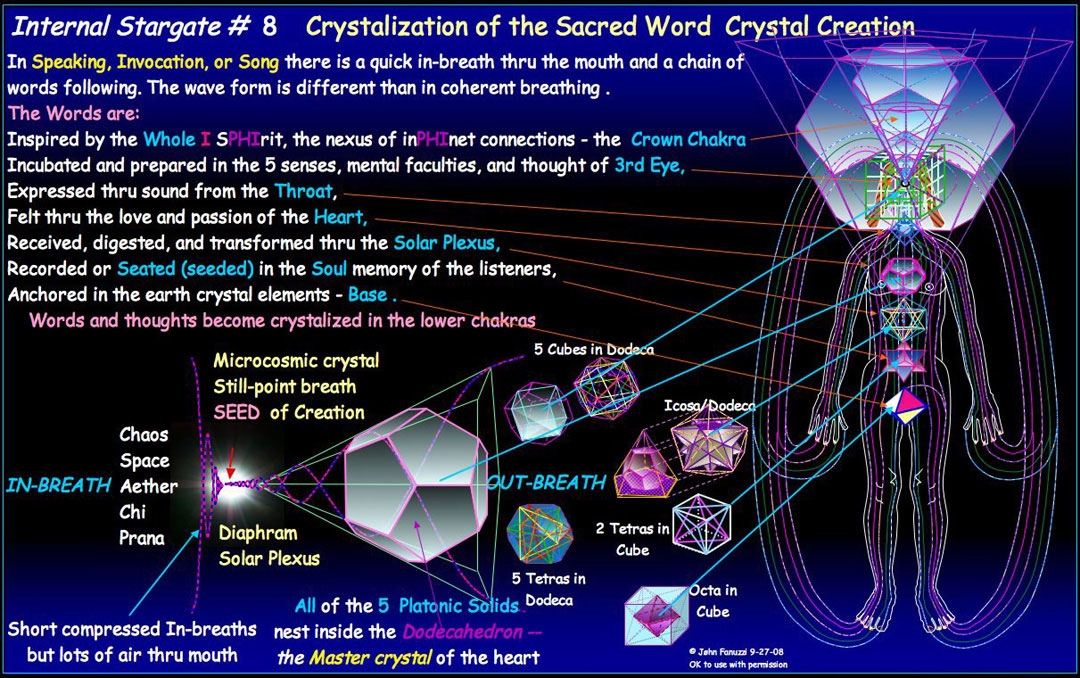 Internal Stargate # 8 Crystalization of the Sacred Word Crystal Creation
In Speaking, Invocation, or Song there is a quick in-breath thru the mouth and a chain of
words following. The wave form is different than in coherent breathing .
The Words are:
Inspired by the Whole I SPHIrit, the nexus of inPHInet connections - the Crown Chakra
Incubated and prepared in the 5 senses, mental faculties, and thought of 3rd Eye,
Expressed thru sound from the Throat,
Felt thru the love and passion of the Heart,
Received, digested, and transformed thru the Solar Plexus,
Recorded or Seated (seeded) in the Soul memory of the listeners,
Anchored in the earth crystal elements - Base .
Words and thoughts become crystalized in the lower chakras
Microcosmic crystal
Still-point breath
SEED of Creation
5 Cubes in Dodeca
Icosa/Dodeca
Chaos
Space
Aether
Chi
Prana
IN-BREATH
OUT-BREATH
Diaphram
Solar Plexus
2 Tetras in
Cube
5 Tetras in
Dodeca
Octa in
Cube
Short compressed In-breaths
but lots of air thru mouth
All of the 5 Platonic Solids
nest inside the Dodecahedron --
the Master crystal of the heart
© John Fanuzzi 9-27-08
OK to use with permission